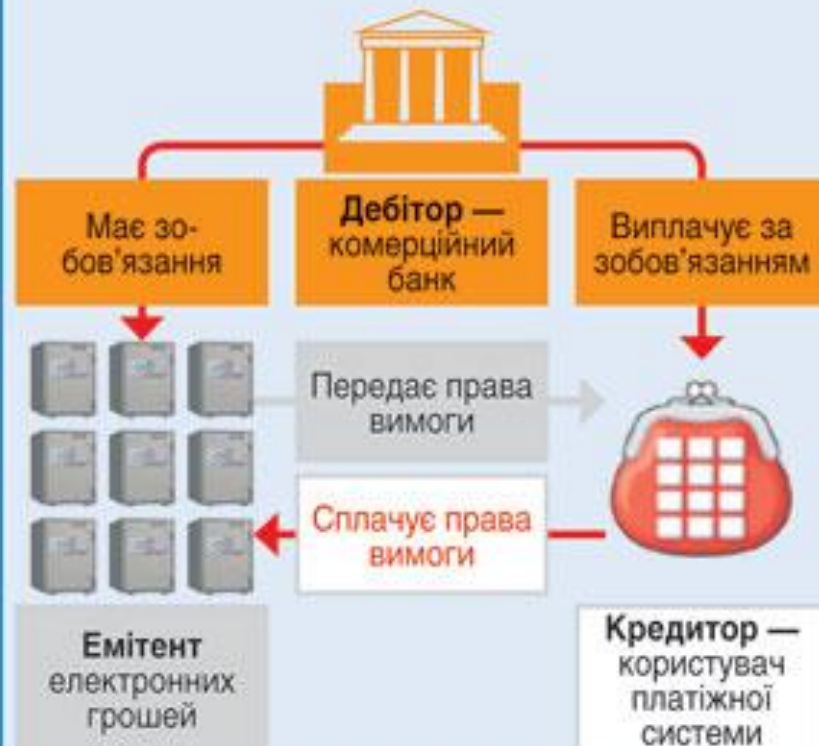 Має зо-
бов'язання
Дебітор —
комерційний
банк
Виплачує за
зобов'язанням
Передає права
вимоги
Сплачує права
вимоги
Емітент
електронних
грошей
Кредитор —
користувач
платіжної
системи